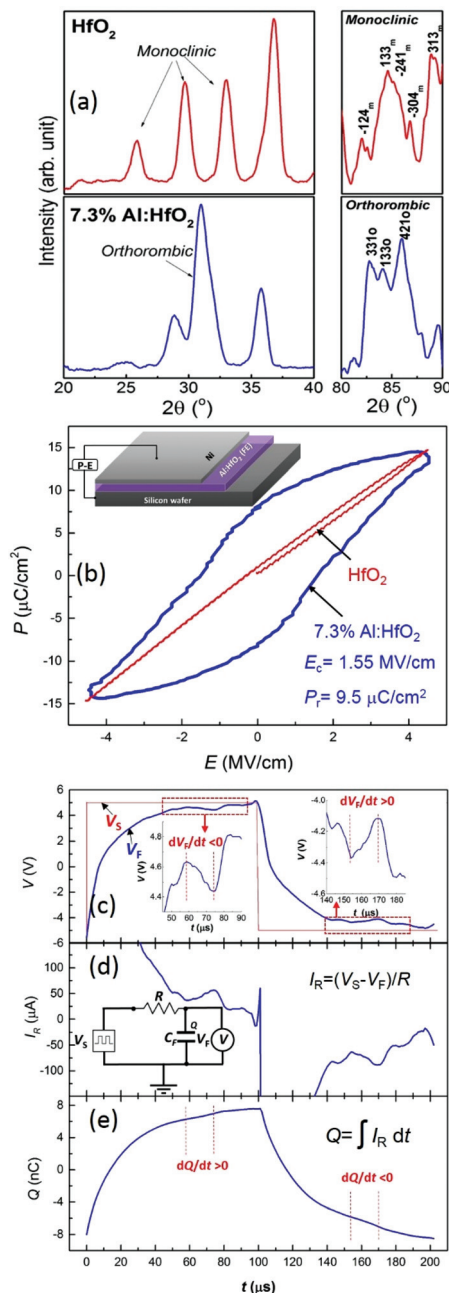 HfO2
Monoclinic
(a)
Monoclinic
-124m
133m
-241m
-304m
313m
Intensity (arb. unit)
7.3% Al:HfO2
Orthorombic
Orthorombic
331o
133o
421o
20 25 30 35 40
80 85 90
2θ (°)
2θ (°)
15
10
5
0
-5
-10
-15
P (μC/cm2)
Ni
Al:HfO2 (FE)
Silicon wafer
P-E
(b)
HfO2
7.3% Al:HfO2
Ec= 1.55 MV/cm
Pr= 9.5 μC/cm2
-4 -2 0 2 4
E (MV/cm)
6
4
2
0
-2
-4
-6
V (V)
VS
VF
(c)
dVF/dt <0
4.8
4.6
4.4
V (V)
50 60 70 80 90
t (μs)
dVF/dt >0
-4.0
-4.2
-4.4
-4.6
V (V)
140 150 160 170 180
t (μs)
(d)
100
0
-100
IR (μA)
IR=(VS-VF)/R
R
VS
Q
CF
VF
V
(e)
8
4
0
-4
-8
Q (nC)
Q= ∫ IR dt
dQ/dt >0
dQ/dt <0
0 20 40 60 80 100 120 140 160 180 200
t (μs)